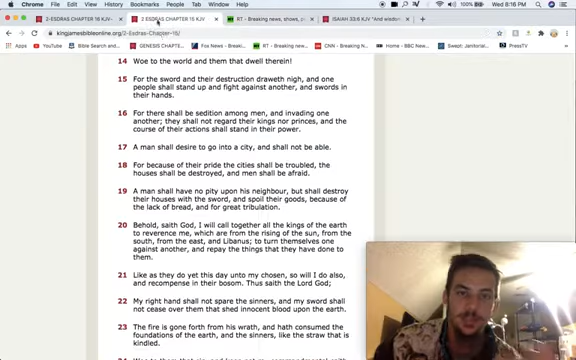 Chrome File Edit View History Bookmarks People Tab Window Help
Wed 8:16 PM
2-ESDRAS CHAPTER 16 KJV
2 ESDRAS CHAPTER 15 KJV
RT - Breaking news, shows, p
ISAIAH 33:6 KJV "And wisdom
kingjamesbibleonline.org/2-Esdras-Chapter-15/
Apps
YouTube
GENESIS CHAPTE
RT - Breaking new
ABC News
FOX News
CNN
Swept: Janitorial
PressTV
14 Woe to the world and them that dwell therein!
15 For the sword and their destruction draweth nigh, and one
people shall stand up and fight against another, and swords in
their hands.
16 For there shall be sedition among men, and invading one
another; they shall not regard their kings nor princes, and the
course of their actions shall stand in their power.
17 A man shall desire to go into a city, and shall not be able.
18 For because of their pride the cities shall be troubled, the
houses shall be destroyed, and men shall be afraid.
19 A man shall have no pity upon his neighbour, but shall destroy
their houses with the sword, and spoil their goods, because of
the lack of bread, and for great tribulation.
20 Behold, saith God, I will call together all the kings of the earth
to reverence me, which are from the rising of the sun, from the
south, from the east, and Libanus; to turn themselves one
against another, and repay the things that they have done to
them.
21 Like as they do yet this day unto my chosen, so will I do also,
and recompense in their bosom. Thus saith the Lord God;
22 My right hand shall not spare the sinners, and my sword shall
not cease over them that shed innocent blood upon the earth.
23 The fire is gone forth from his wrath, and hath consumed the
foundations of the earth, and the sinners, like the straw that is
kindled.